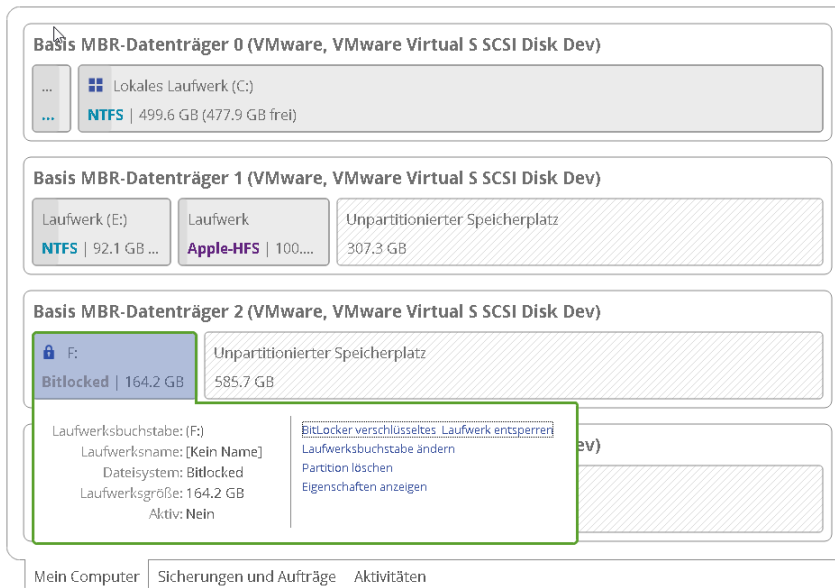 Basis MBR-Datenträger 0 (VMware, VMware Virtual S SCSI Disk Dev)
...
Lokales Laufwerk (C:)
...
NTFS | 499.6 GB (477.9 GB frei)
Basis MBR-Datenträger 1 (VMware, VMware Virtual S SCSI Disk Dev)
Laufwerk (E:)
NTFS | 92.1 GB ...
Laufwerk
Apple-HFS | 100....
Unpartitionierter Speicherplatz
307.3 GB
Basis MBR-Datenträger 2 (VMware, VMware Virtual S SCSI Disk Dev)
F:
Bitlocked | 164.2 GB
Unpartitionierter Speicherplatz
585.7 GB
ev)
Laufwerksbuchstabe: (F:)
Laufwerksname: [Kein Name]
Dateisystem: Bitlocked
Laufwerksgröße: 164.2 GB
Aktiv: Nein
BitLocker verschlüsseltes Laufwerk entsperren
Laufwerksbuchstabe ändern
Partition löschen
Eigenschaften anzeigen
Mein Computer
Sicherungen und Aufträge
Aktivitäten